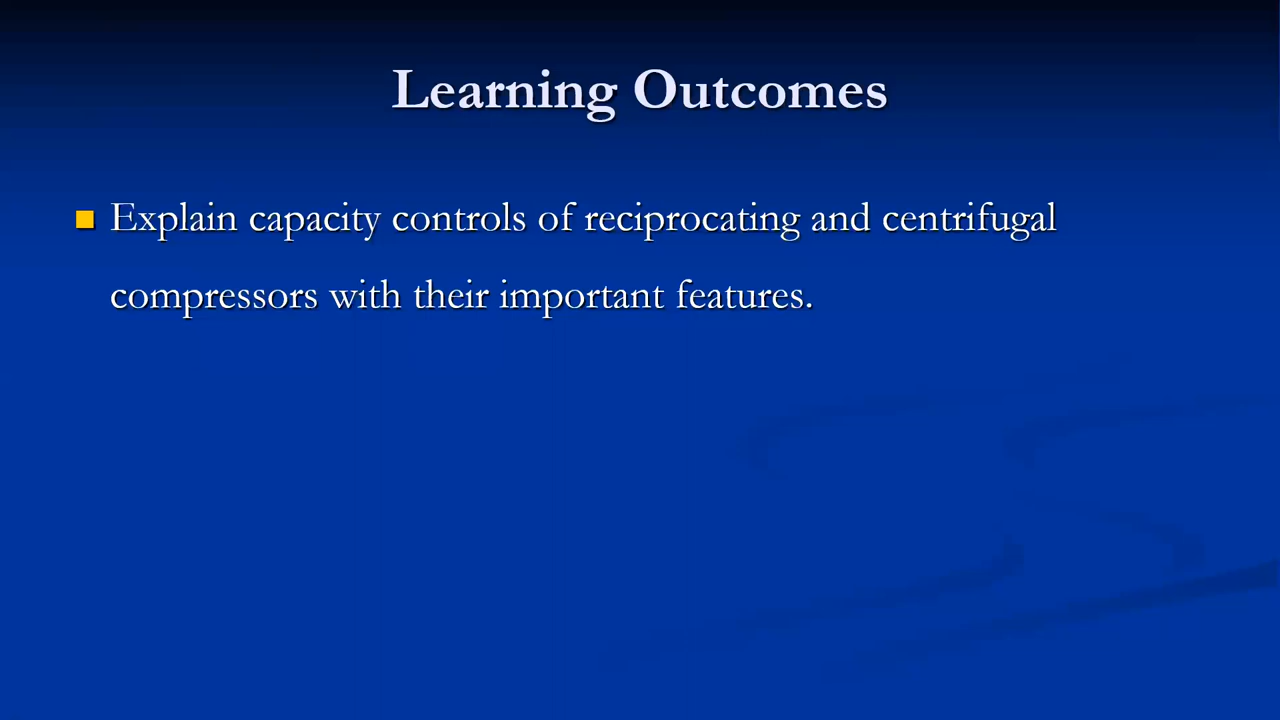 Learning Outcomes
Explain capacity controls of reciprocating and centrifugal
compressors with their important features.